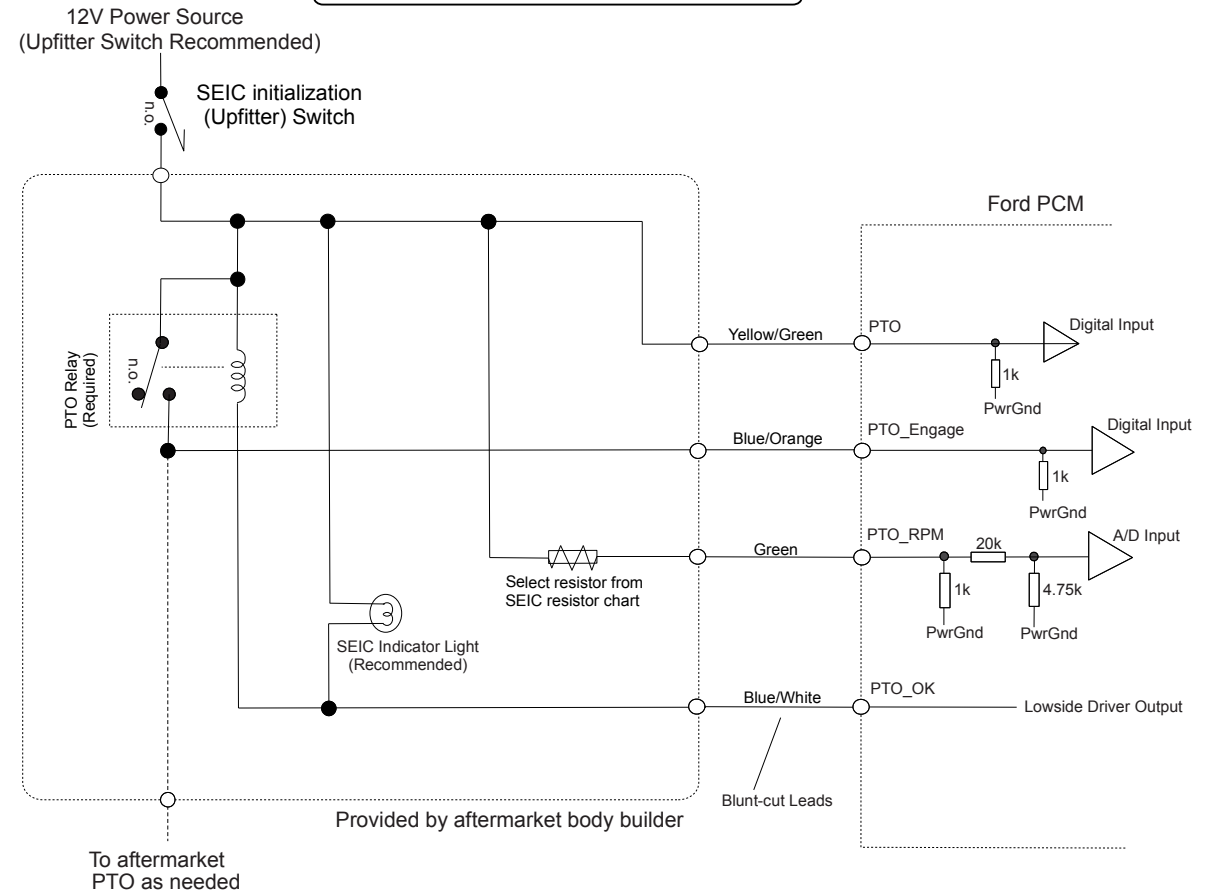 12V Power Source
(Upfitter Switch Recommended)
n.o.
SEIC initialization
(Upfitter) Switch
Ford PCM
Yellow/Green
PTO
Digital Input
1k
PwrGnd
PTO Relay
(Required)
n.o.
Blue/Orange
PTO_Engage
Digital Input
1k
PwrGnd
Green
PTO_RPM
20k
A/D Input
Select resistor from
SEIC resistor chart
1k
4.75k
PwrGnd
PwrGnd
SEIC Indicator Light
(Recommended)
Blue/White
PTO_OK
Lowside Driver Output
Blunt-cut Leads
Provided by aftermarket body builder
To aftermarket
PTO as needed